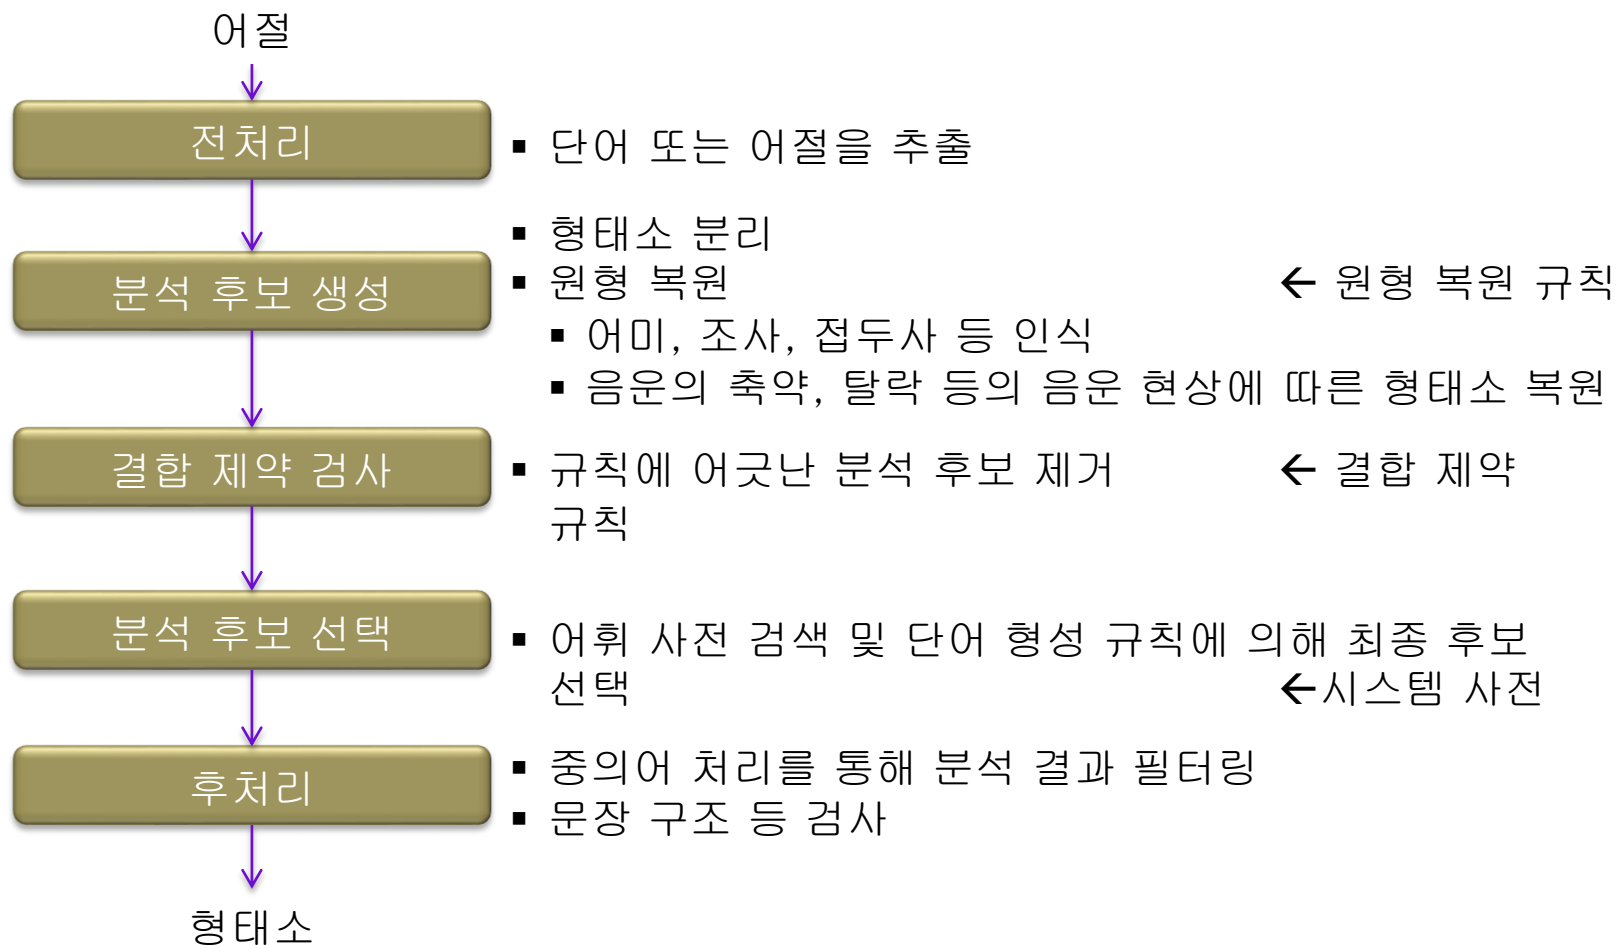 어절
전처리
▪ 단어 또는 어절을 추출
▪ 형태소 분리
분석 후보 생성
▪ 원형 복원 ← 원형 복원 규칙
▪ 어미, 조사, 접두사 등 인식
▪ 음운의 축약, 탈락 등의 음운 현상에 따른 형태소 복원
결합 제약 검사
▪ 규칙에 어긋난 분석 후보 제거 ← 결합 제약
규칙
분석 후보 선택
▪ 어휘 사전 검색 및 단어 형성 규칙에 의해 최종 후보
선택 ←시스템 사전
후처리
▪ 중의어 처리를 통해 분석 결과 필터링
▪ 문장 구조 등 검사
형태소